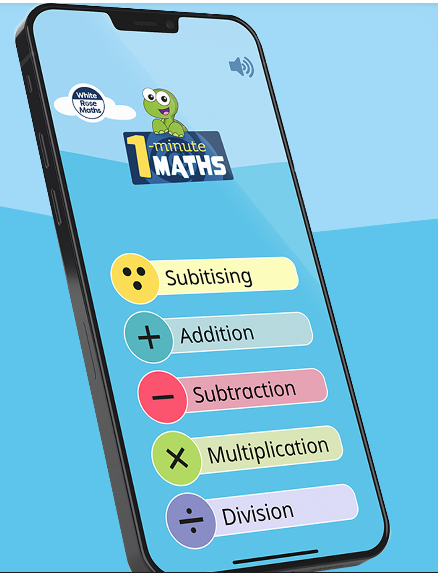 White
Rose
Maths
1-minute
MATHS
Subitising
+ Addition
− Subtraction
× Multiplication
÷ Division